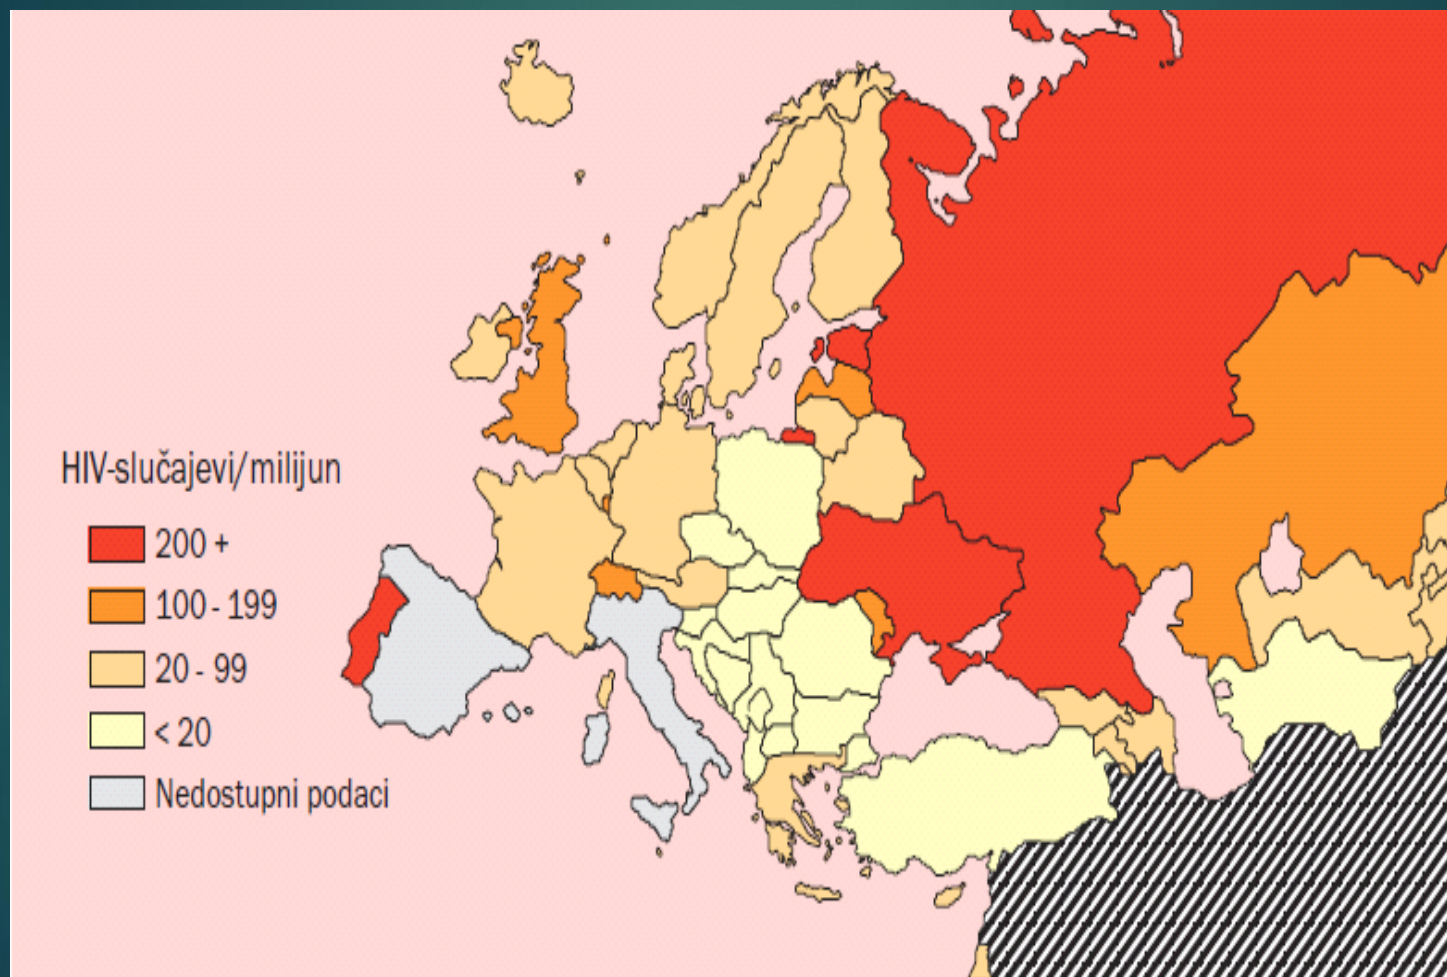 HIV-slučajevi/milijun
200 +
100 - 199
20 - 99
< 20
Nedostupni podaci